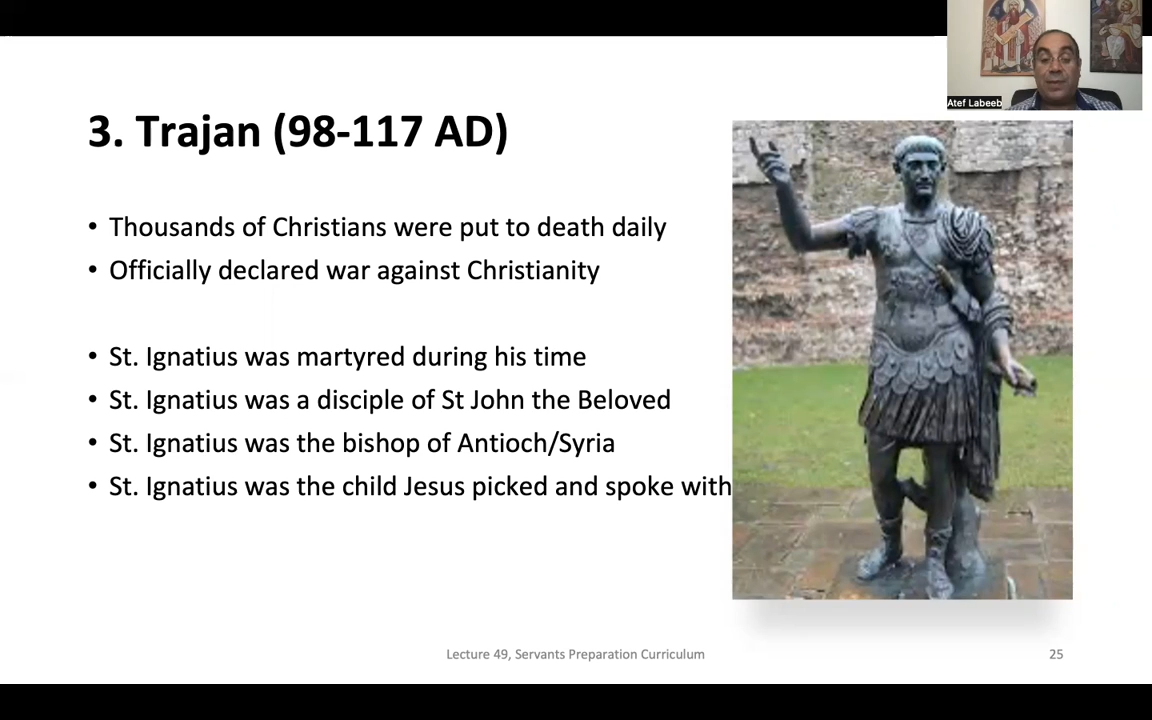 Atef Labeeb
3. Trajan (98-117 AD)
• Thousands of Christians were put to death daily
• Officially declared war against Christianity
• St. Ignatius was martyred during his time
• St. Ignatius was a disciple of St John the Beloved
• St. Ignatius was the bishop of Antioch/Syria
• St. Ignatius was the child Jesus picked and spoke with
Lecture 49, Servants Preparation Curriculum
25